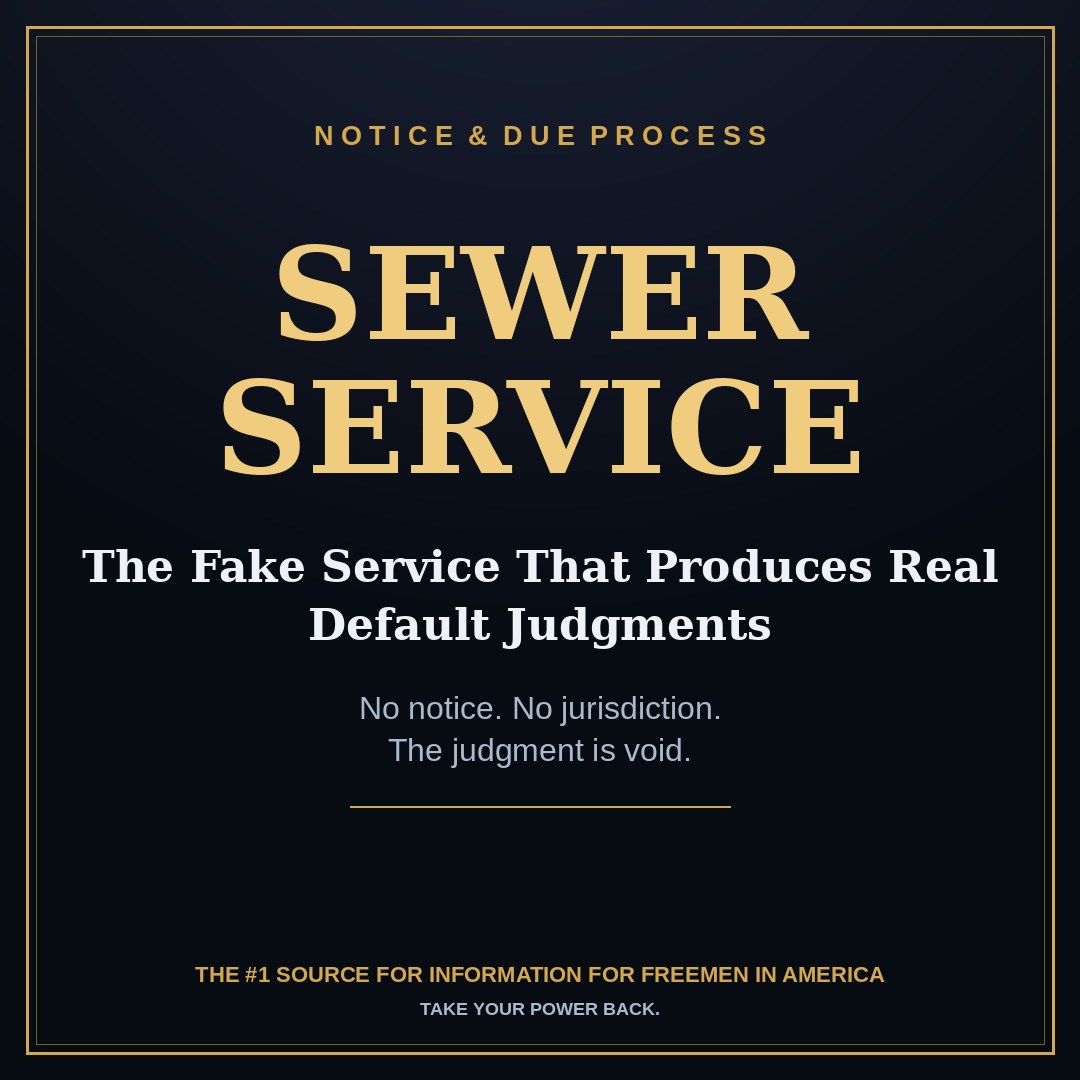 NOTICE & DUE PROCESS
SEWER
SERVICE
The Fake Service That Produces Real
Default Judgments
No notice. No jurisdiction.
The judgment is void.
THE #1 SOURCE FOR INFORMATION FOR FREEMEN IN AMERICA
TAKE YOUR POWER BACK.